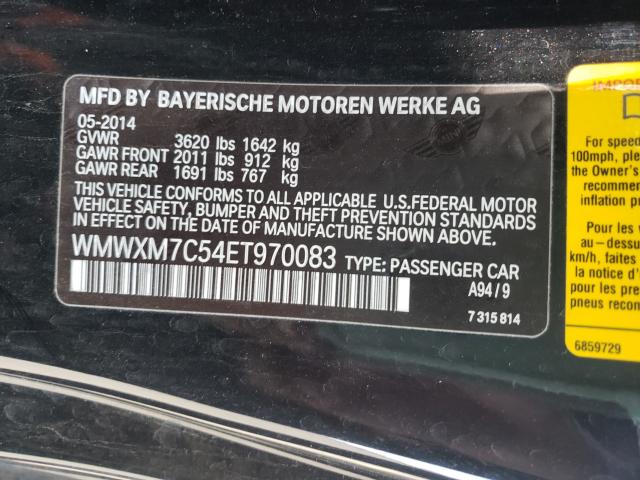 MFD BY BAYERISCHE MOTOREN WERKE AG
05-2014
GVWR 3620 lbs 1642 kg
GAWR FRONT 2011 lbs 912 kg
GAWR REAR 1691 lbs 767 kg
THIS VEHICLE CONFORMS TO ALL APPLICABLE U.S.FEDERAL MOTOR
VEHICLE SAFETY, BUMPER AND THEFT PREVENTION STANDARDS
IN EFFECT ON THE DATE OF MANUFACTURE SHOWN ABOVE.
WMWXM7C54ET970083 TYPE: PASSENGER CAR
A94/9
7 315 814
For speed
100mph, ple
the Owner's
recommen
inflation p
Pour les
au–dessu
km/h, faites
la notice d'
pour les p
pneus recom
6859729